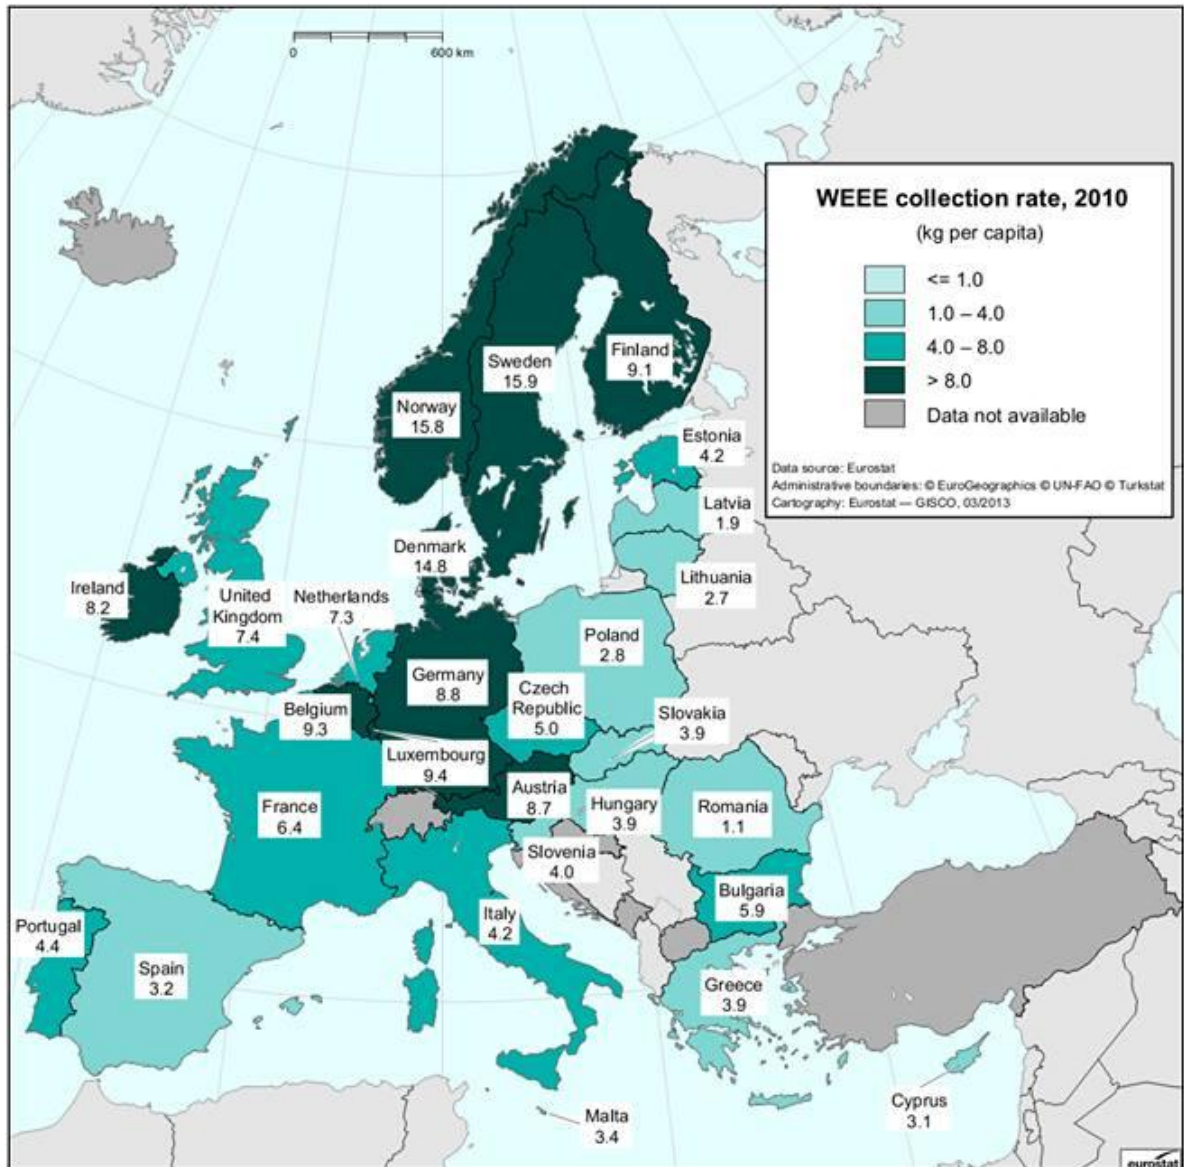 0 600 km
WEEE collection rate, 2010
(kg per capita)
<= 1.0
1.0 – 4.0
4.0 – 8.0
> 8.0
Data not available
Data source: Eurostat
Administrative boundaries: © EuroGeographics © UN-FAO © Turkstat
Cartography: Eurostat — GISCO, 03/2013
Finland
9.1
Sweden
15.9
Norway
15.8
Estonia
4.2
Latvia
1.9
Denmark
14.8
Lithuania
2.7
Ireland
8.2
United
Kingdom
7.4
Netherlands
7.3
Poland
2.8
Germany
8.8
Czech
Republic
5.0
Belgium
9.3
Slovakia
3.9
Luxembourg
9.4
Austria
8.7
Hungary
3.9
Romania
1.1
France
6.4
Slovenia
4.0
Bulgaria
5.9
Italy
4.2
Portugal
4.4
Spain
3.2
Greece
3.9
Cyprus
3.1
Malta
3.4
eurostat